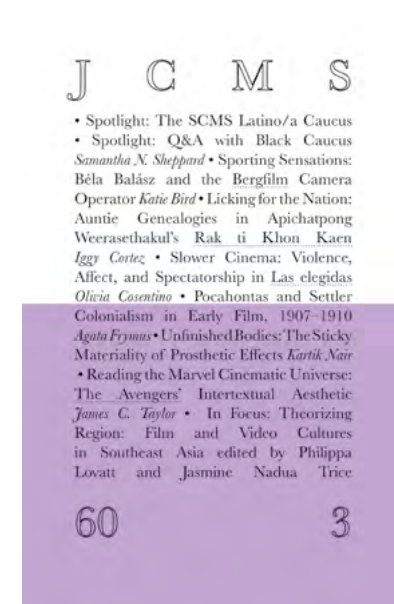 J C M S
• Spotlight: The SCMS Latino/a Caucus
• Spotlight: Q&A with Black Caucus
Samantha N. Sheppard • Sporting Sensations:
Béla Balász and the Bergfilm Camera
Operator Katie Bird • Licking for the Nation:
Auntie Genealogies in Apichatpong
Weerasethakul's Rak ti Khon Kaen
Iggy Cortez • Slower Cinema: Violence,
Affect, and Spectatorship in Las elegidas
Olivia Cosentino • Pocahontas and Settler
Colonialism in Early Film, 1907–1910
Agata Frymus • Unfinished Bodies: The Sticky
Materiality of Prosthetic Effects Kartik Nair
• Reading the Marvel Cinematic Universe:
The Avengers' Intertextual Aesthetic
James C. Taylor • In Focus: Theorizing
Region: Film and Video Cultures
in Southeast Asia edited by Philippa
Lovatt and Jasmine Nadua Trice
60 3